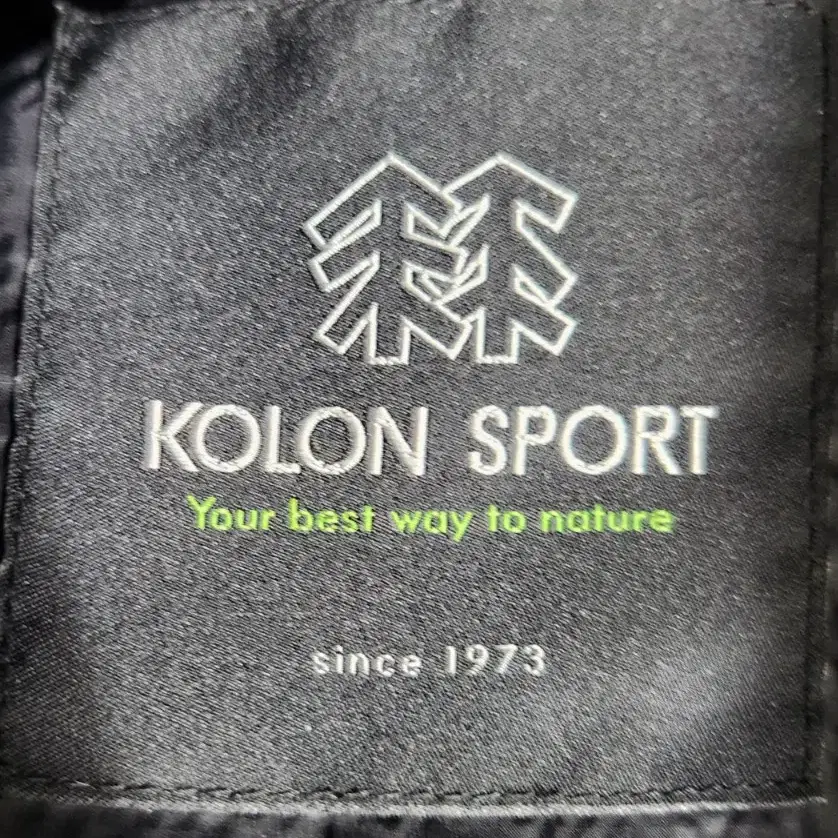 KOLON SPORT
Your best way to nature
since 1973